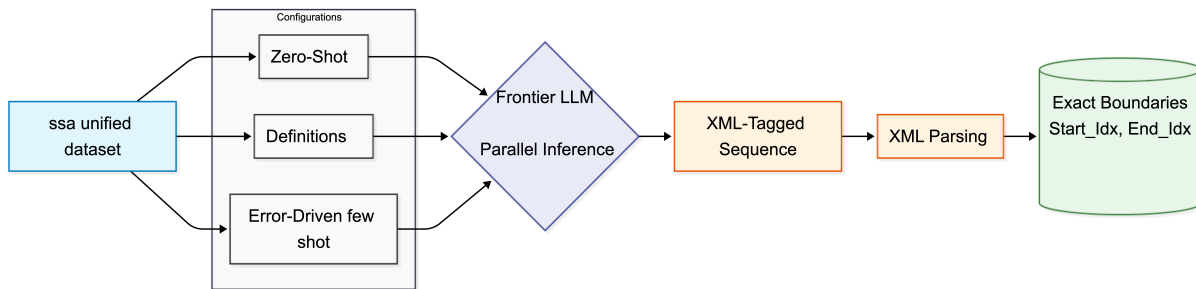 Configurations
ssa unified
dataset
Zero-Shot
Definitions
Error-Driven few
shot
Frontier LLM
Parallel Inference
XML-Tagged
Sequence
XML Parsing
Exact Boundaries
Start_Idx, End_Idx